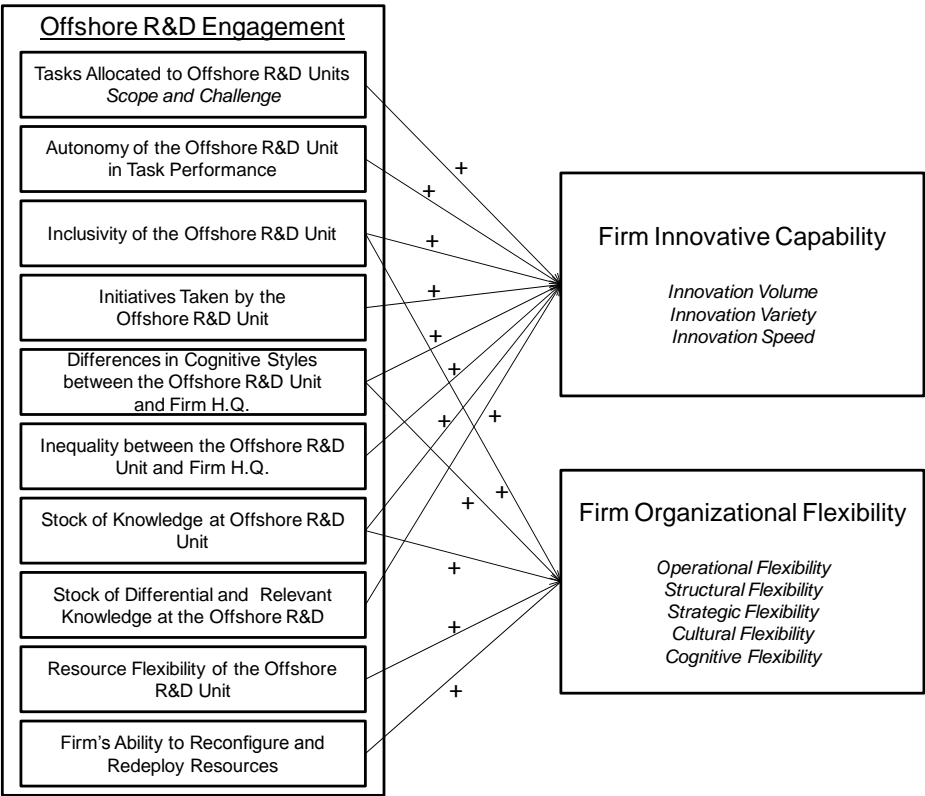 Offshore R&D Engagement
Tasks Allocated to Offshore R&D Units
Scope and Challenge
Autonomy of the Offshore R&D Unit
in Task Performance
Inclusivity of the Offshore R&D Unit
Initiatives Taken by the
Offshore R&D Unit
Differences in Cognitive Styles
between the Offshore R&D Unit
and Firm H.Q.
Inequality between the Offshore R&D
Unit and Firm H.Q.
Stock of Knowledge at Offshore R&D
Unit
Stock of Differential and Relevant
Knowledge at the Offshore R&D
Resource Flexibility of the Offshore
R&D Unit
Firm's Ability to Reconfigure and
Redeploy Resources
+
+
+
+
+
+
+
+
+
+
+
+
+
Firm Innovative Capability
Innovation Volume
Innovation Variety
Innovation Speed
Firm Organizational Flexibility
Operational Flexibility
Structural Flexibility
Strategic Flexibility
Cultural Flexibility
Cognitive Flexibility